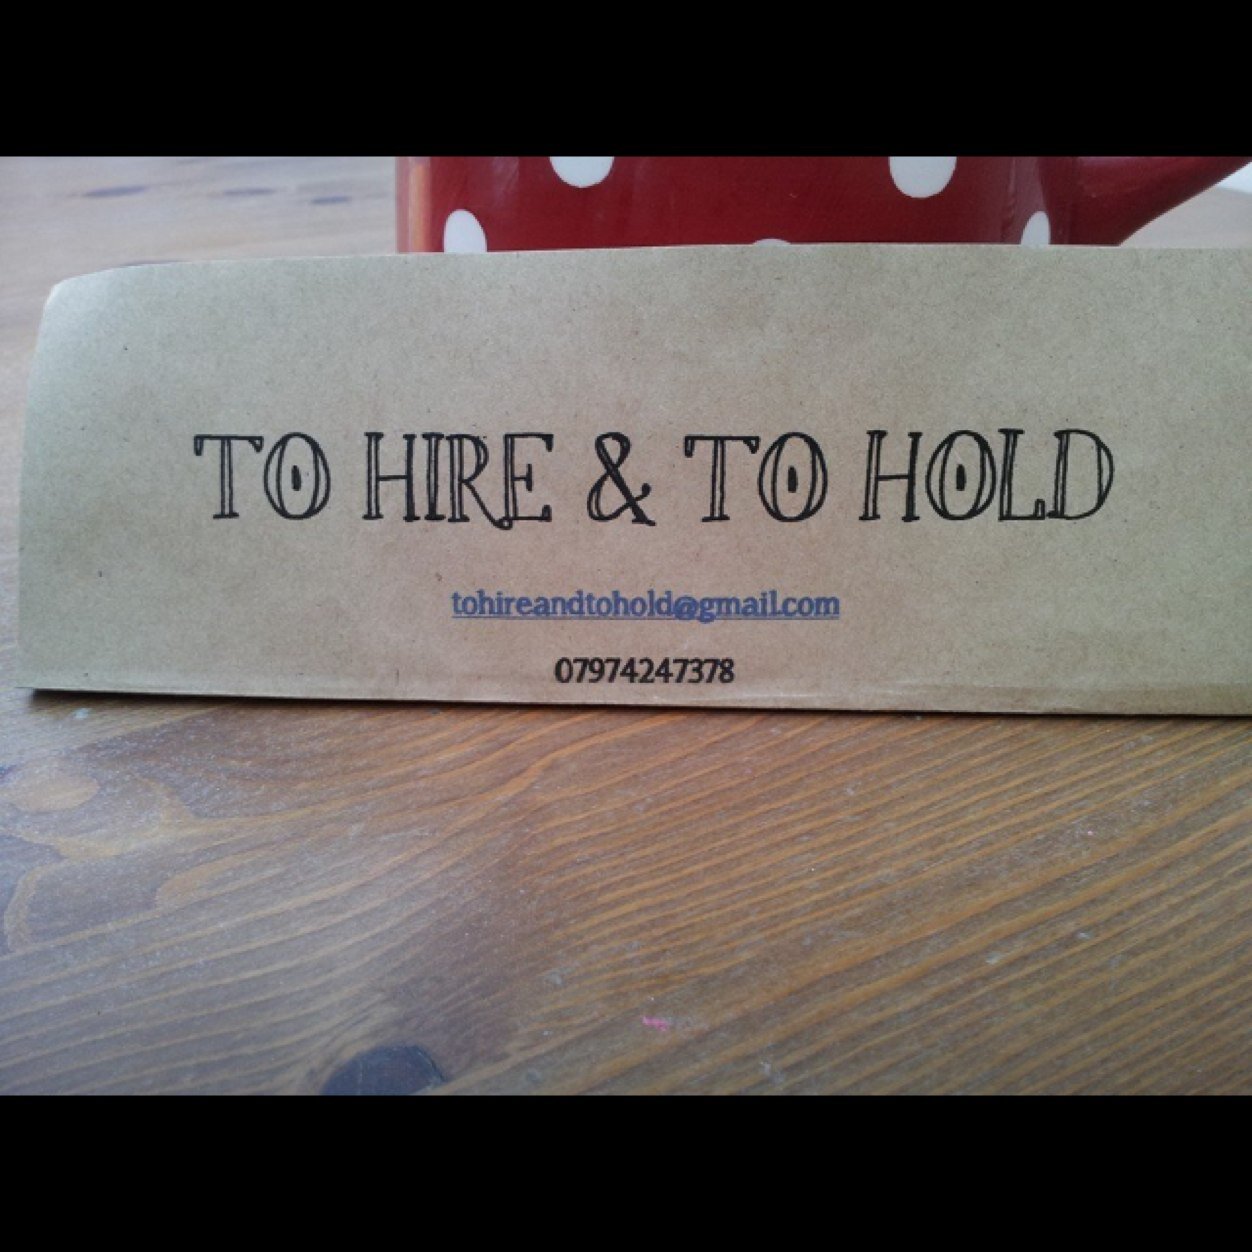 TO HIRE & TO HOLD
tohireandtohold@gmail.com
07974247378